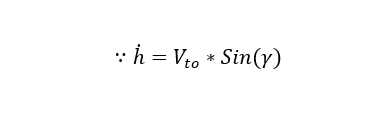 ∵ ḣ = V_to * Sin(γ)